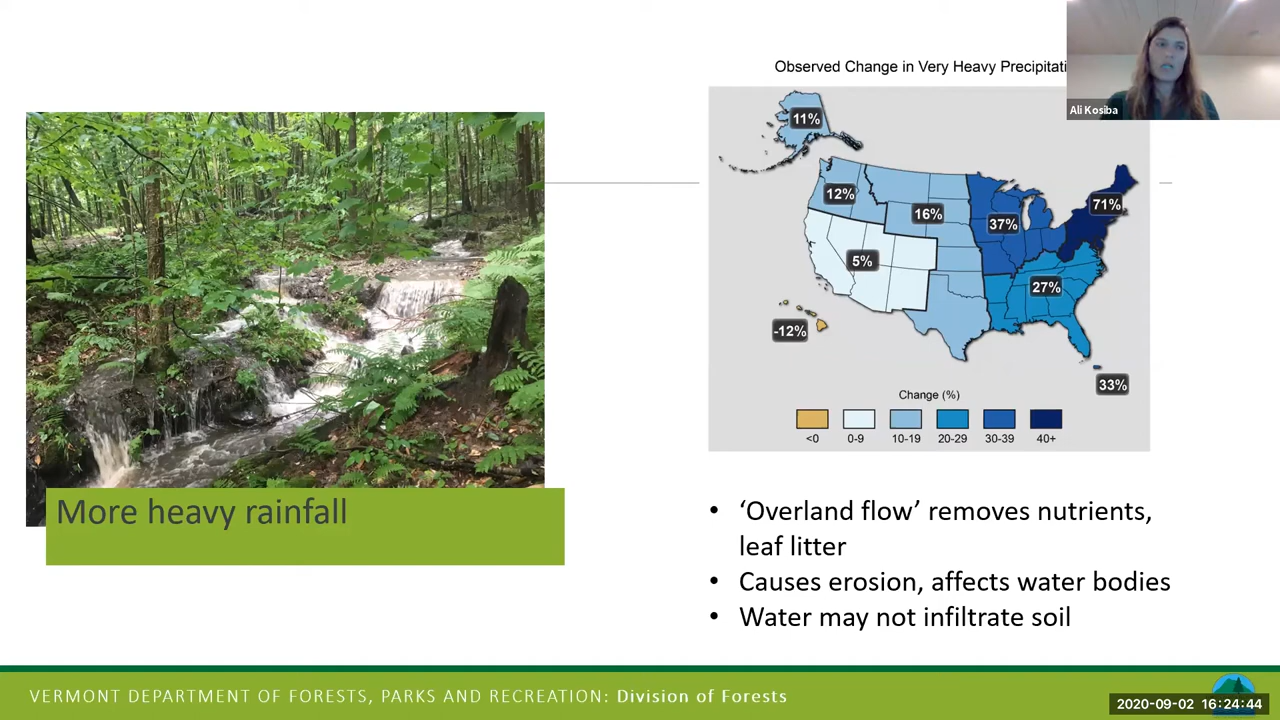 Observed Change in Very Heavy
Ali Kosiba
11%
12%
16%
37%
71%
5%
27%
-12%
33%
Change (%)
<0 0-9 10-19 20-29 30-39 40+
More heavy rainfall
• ‘Overland flow’ removes nutrients,
leaf litter
• Causes erosion, affects water bodies
• Water may not infiltrate soil
VERMONT DEPARTMENT OF FORESTS, PARKS AND RECREATION: Division of Forests
2020-09-02 16:24:44